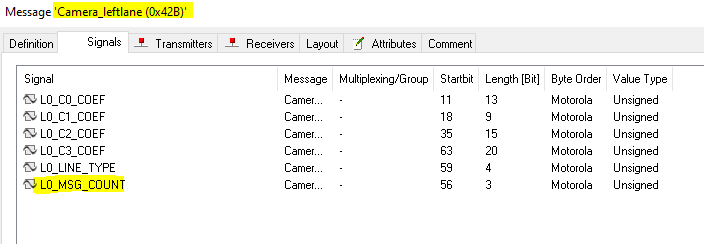 Message 'Camera_leftlane (0x42B)'
Definition Signals Transmitters Receivers Layout Attributes Comment
Signal Message Multiplexing/Group Startbit Length [Bit] Byte Order Value Type
L0_C0_COEF Camer... - 11 13 Motorola Unsigned
L0_C1_COEF Camer... - 18 9 Motorola Unsigned
L0_C2_COEF Camer... - 35 15 Motorola Unsigned
L0_C3_COEF Camer... - 63 20 Motorola Unsigned
L0_LINE_TYPE Camer... - 59 4 Motorola Unsigned
L0_MSG_COUNT Camer... - 56 3 Motorola Unsigned